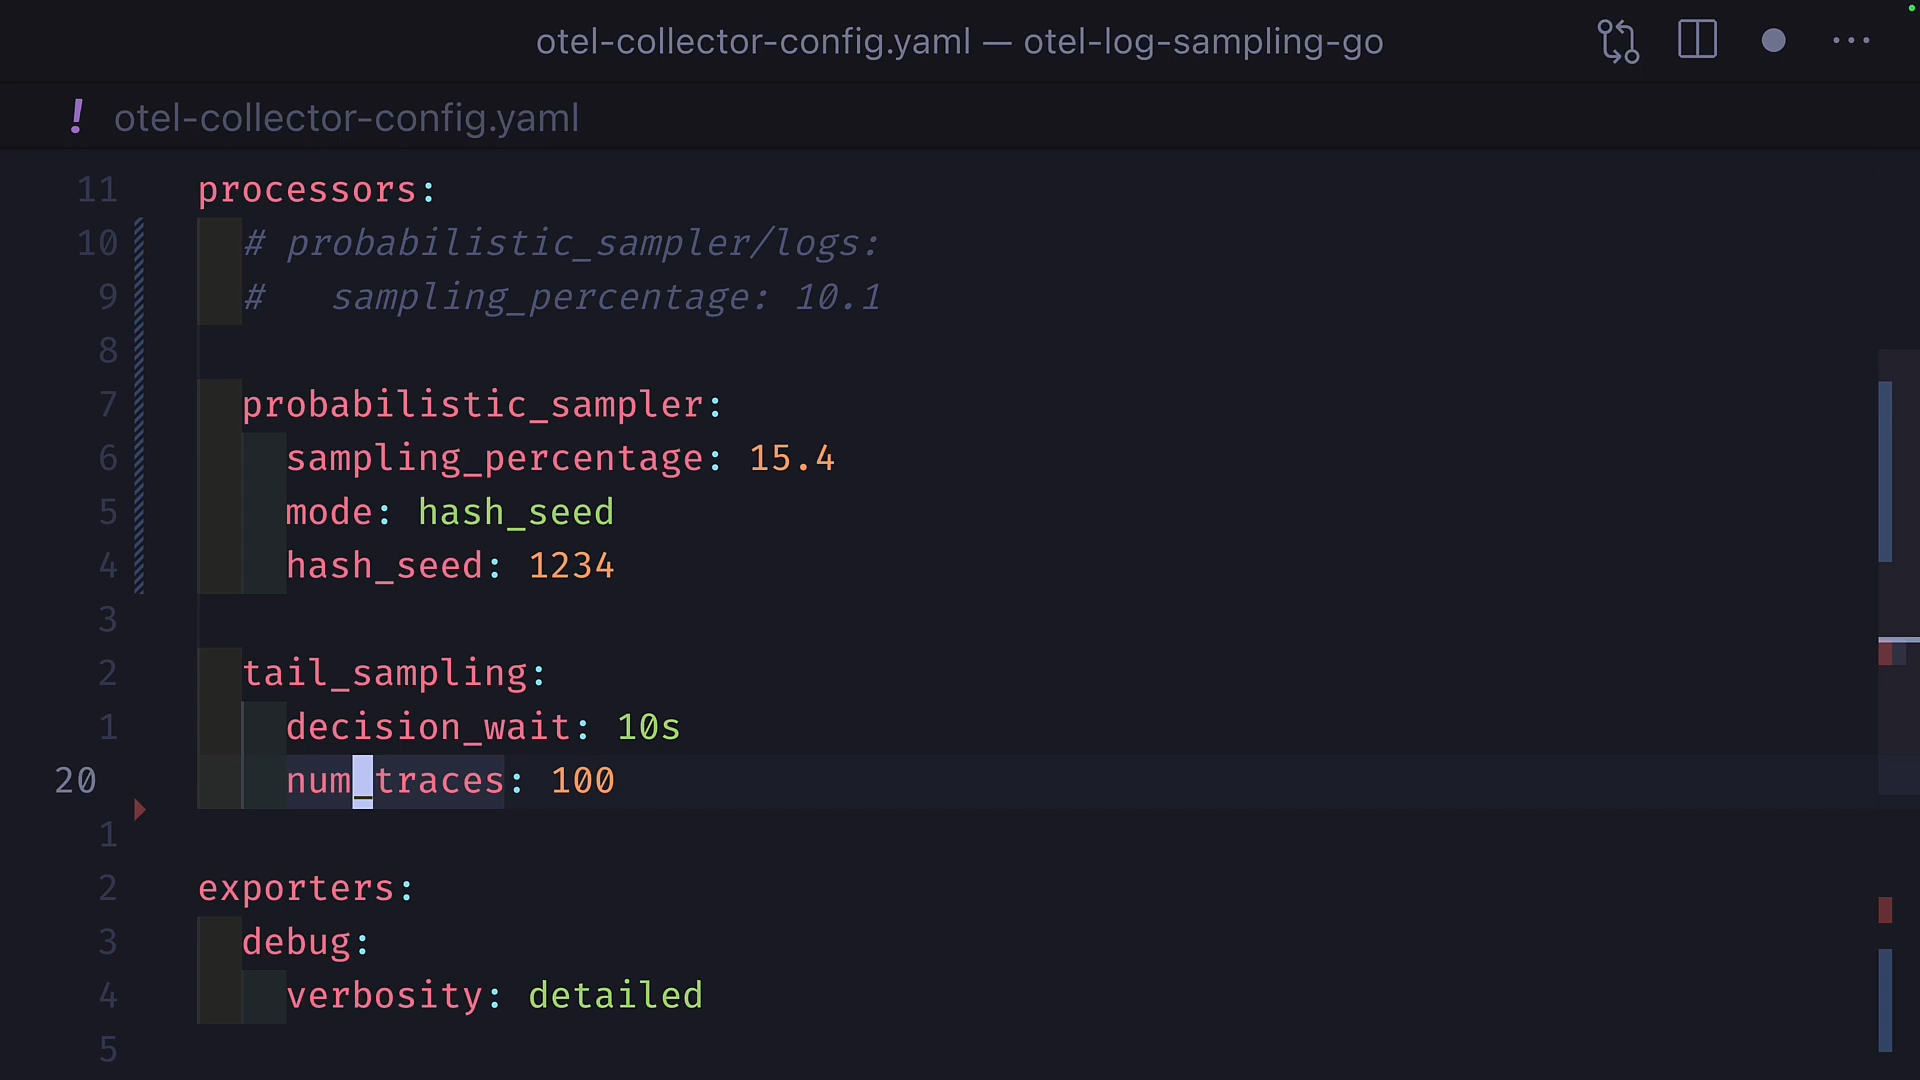 otel-collector-config.yaml — otel-log-sampling-go
! otel-collector-config.yaml
11 processors:
10 # probabilistic_sampler/logs:
9 #   sampling_percentage: 10.1
8
7 probabilistic_sampler:
6 sampling_percentage: 15.4
5 mode: hash_seed
4 hash_seed: 1234
3
2 tail_sampling:
1 decision_wait: 10s
20 num_traces: 100
1
2 exporters:
3 debug:
4 verbosity: detailed
5